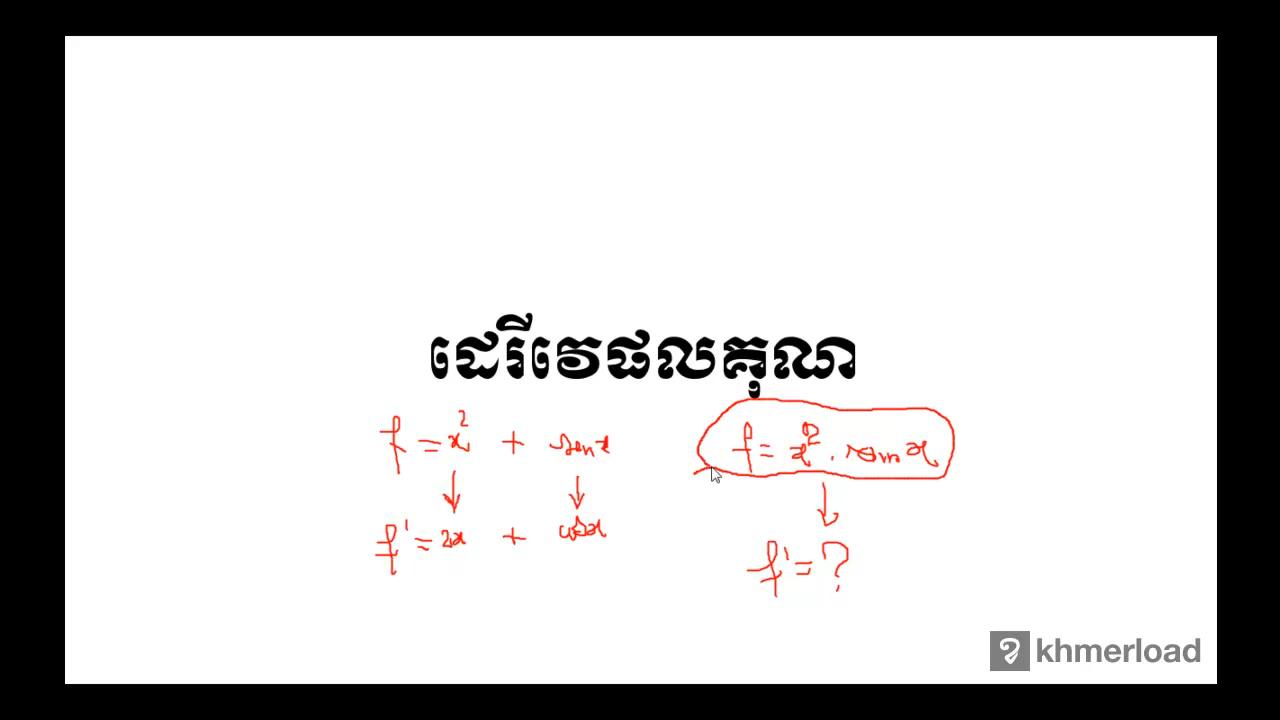 ដេរីវេផលគុណ
f = x² + sin x
f = x² . sin x
f' = 2x + cos x
f' = ?
khmerload